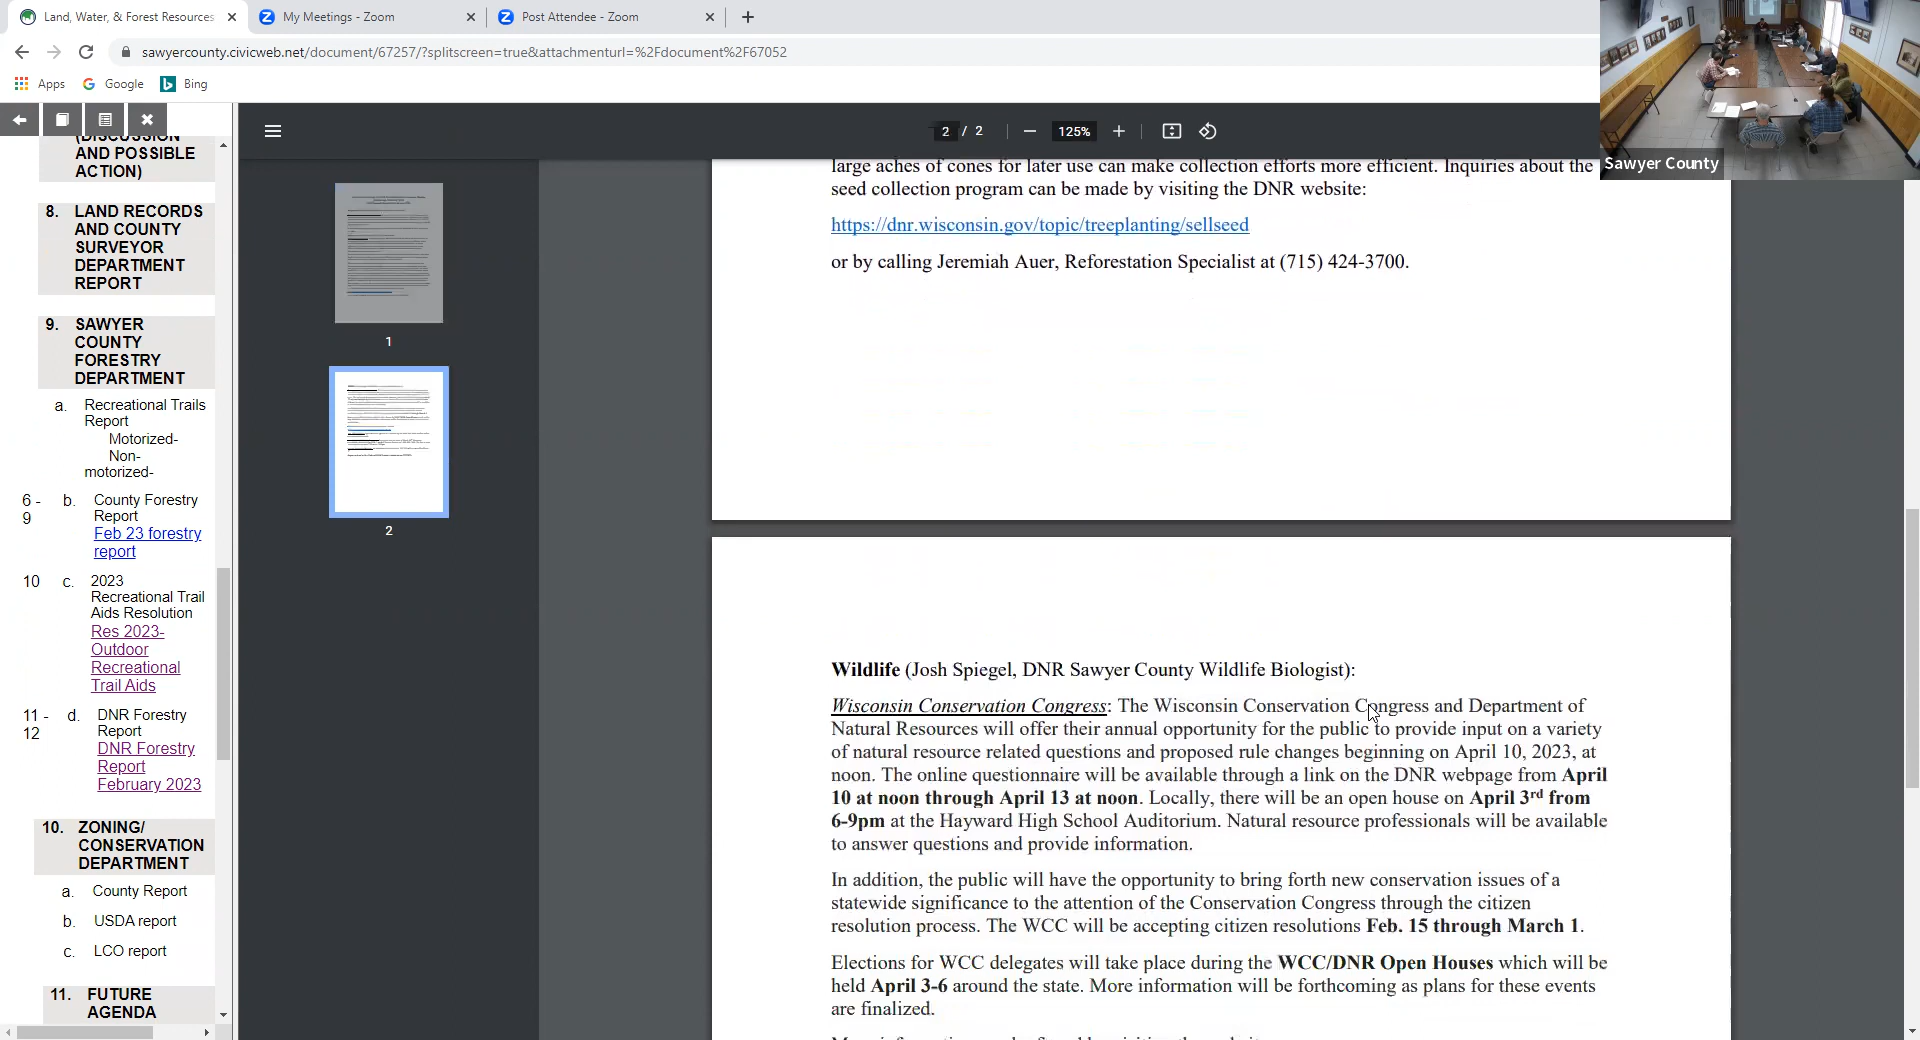 Land, Water, & Forest Resources
My Meetings - Zoom
Post Attendee - Zoom
sawyercounty.civicweb.net/document/67257/?splitscreen=true&attachmenturl=%2Fdocument%2F67052
Apps
Google
Bing
Sawyer County
2 / 2
125%
(DISCUSSION
AND POSSIBLE
ACTION)
8. LAND RECORDS
AND COUNTY
SURVEYOR
DEPARTMENT
REPORT
9. SAWYER
COUNTY
FORESTRY
DEPARTMENT
a. Recreational Trails
Report
Motorized-
Non-
motorized-
6 - 9
b. County Forestry
Report
Feb 23 forestry
report
10 c. 2023
Recreational Trail
Aids Resolution
Res 2023-
Outdoor
Recreational
Trail Aids
11 - 12
d. DNR Forestry
Report
DNR Forestry
Report
February 2023
10. ZONING/
CONSERVATION
DEPARTMENT
a. County Report
b. USDA report
c. LCO report
11. FUTURE
AGENDA
1
2
large aches of cones for later use can make collection efforts more efficient. Inquiries about the
seed collection program can be made by visiting the DNR website:
https://dnr.wisconsin.gov/topic/treeplanting/sellseed
or by calling Jeremiah Auer, Reforestation Specialist at (715) 424-3700.
Wildlife (Josh Spiegel, DNR Sawyer County Wildlife Biologist):
Wisconsin Conservation Congress: The Wisconsin Conservation Congress and Department of
Natural Resources will offer their annual opportunity for the public to provide input on a variety
of natural resource related questions and proposed rule changes beginning on April 10, 2023, at
noon. The online questionnaire will be available through a link on the DNR webpage from April
10 at noon through April 13 at noon. Locally, there will be an open house on April 3rd from
6-9pm at the Hayward High School Auditorium. Natural resource professionals will be available
to answer questions and provide information.
In addition, the public will have the opportunity to bring forth new conservation issues of a
statewide significance to the attention of the Conservation Congress through the citizen
resolution process. The WCC will be accepting citizen resolutions Feb. 15 through March 1.
Elections for WCC delegates will take place during the WCC/DNR Open Houses which will be
held April 3-6 around the state. More information will be forthcoming as plans for these events
are finalized.